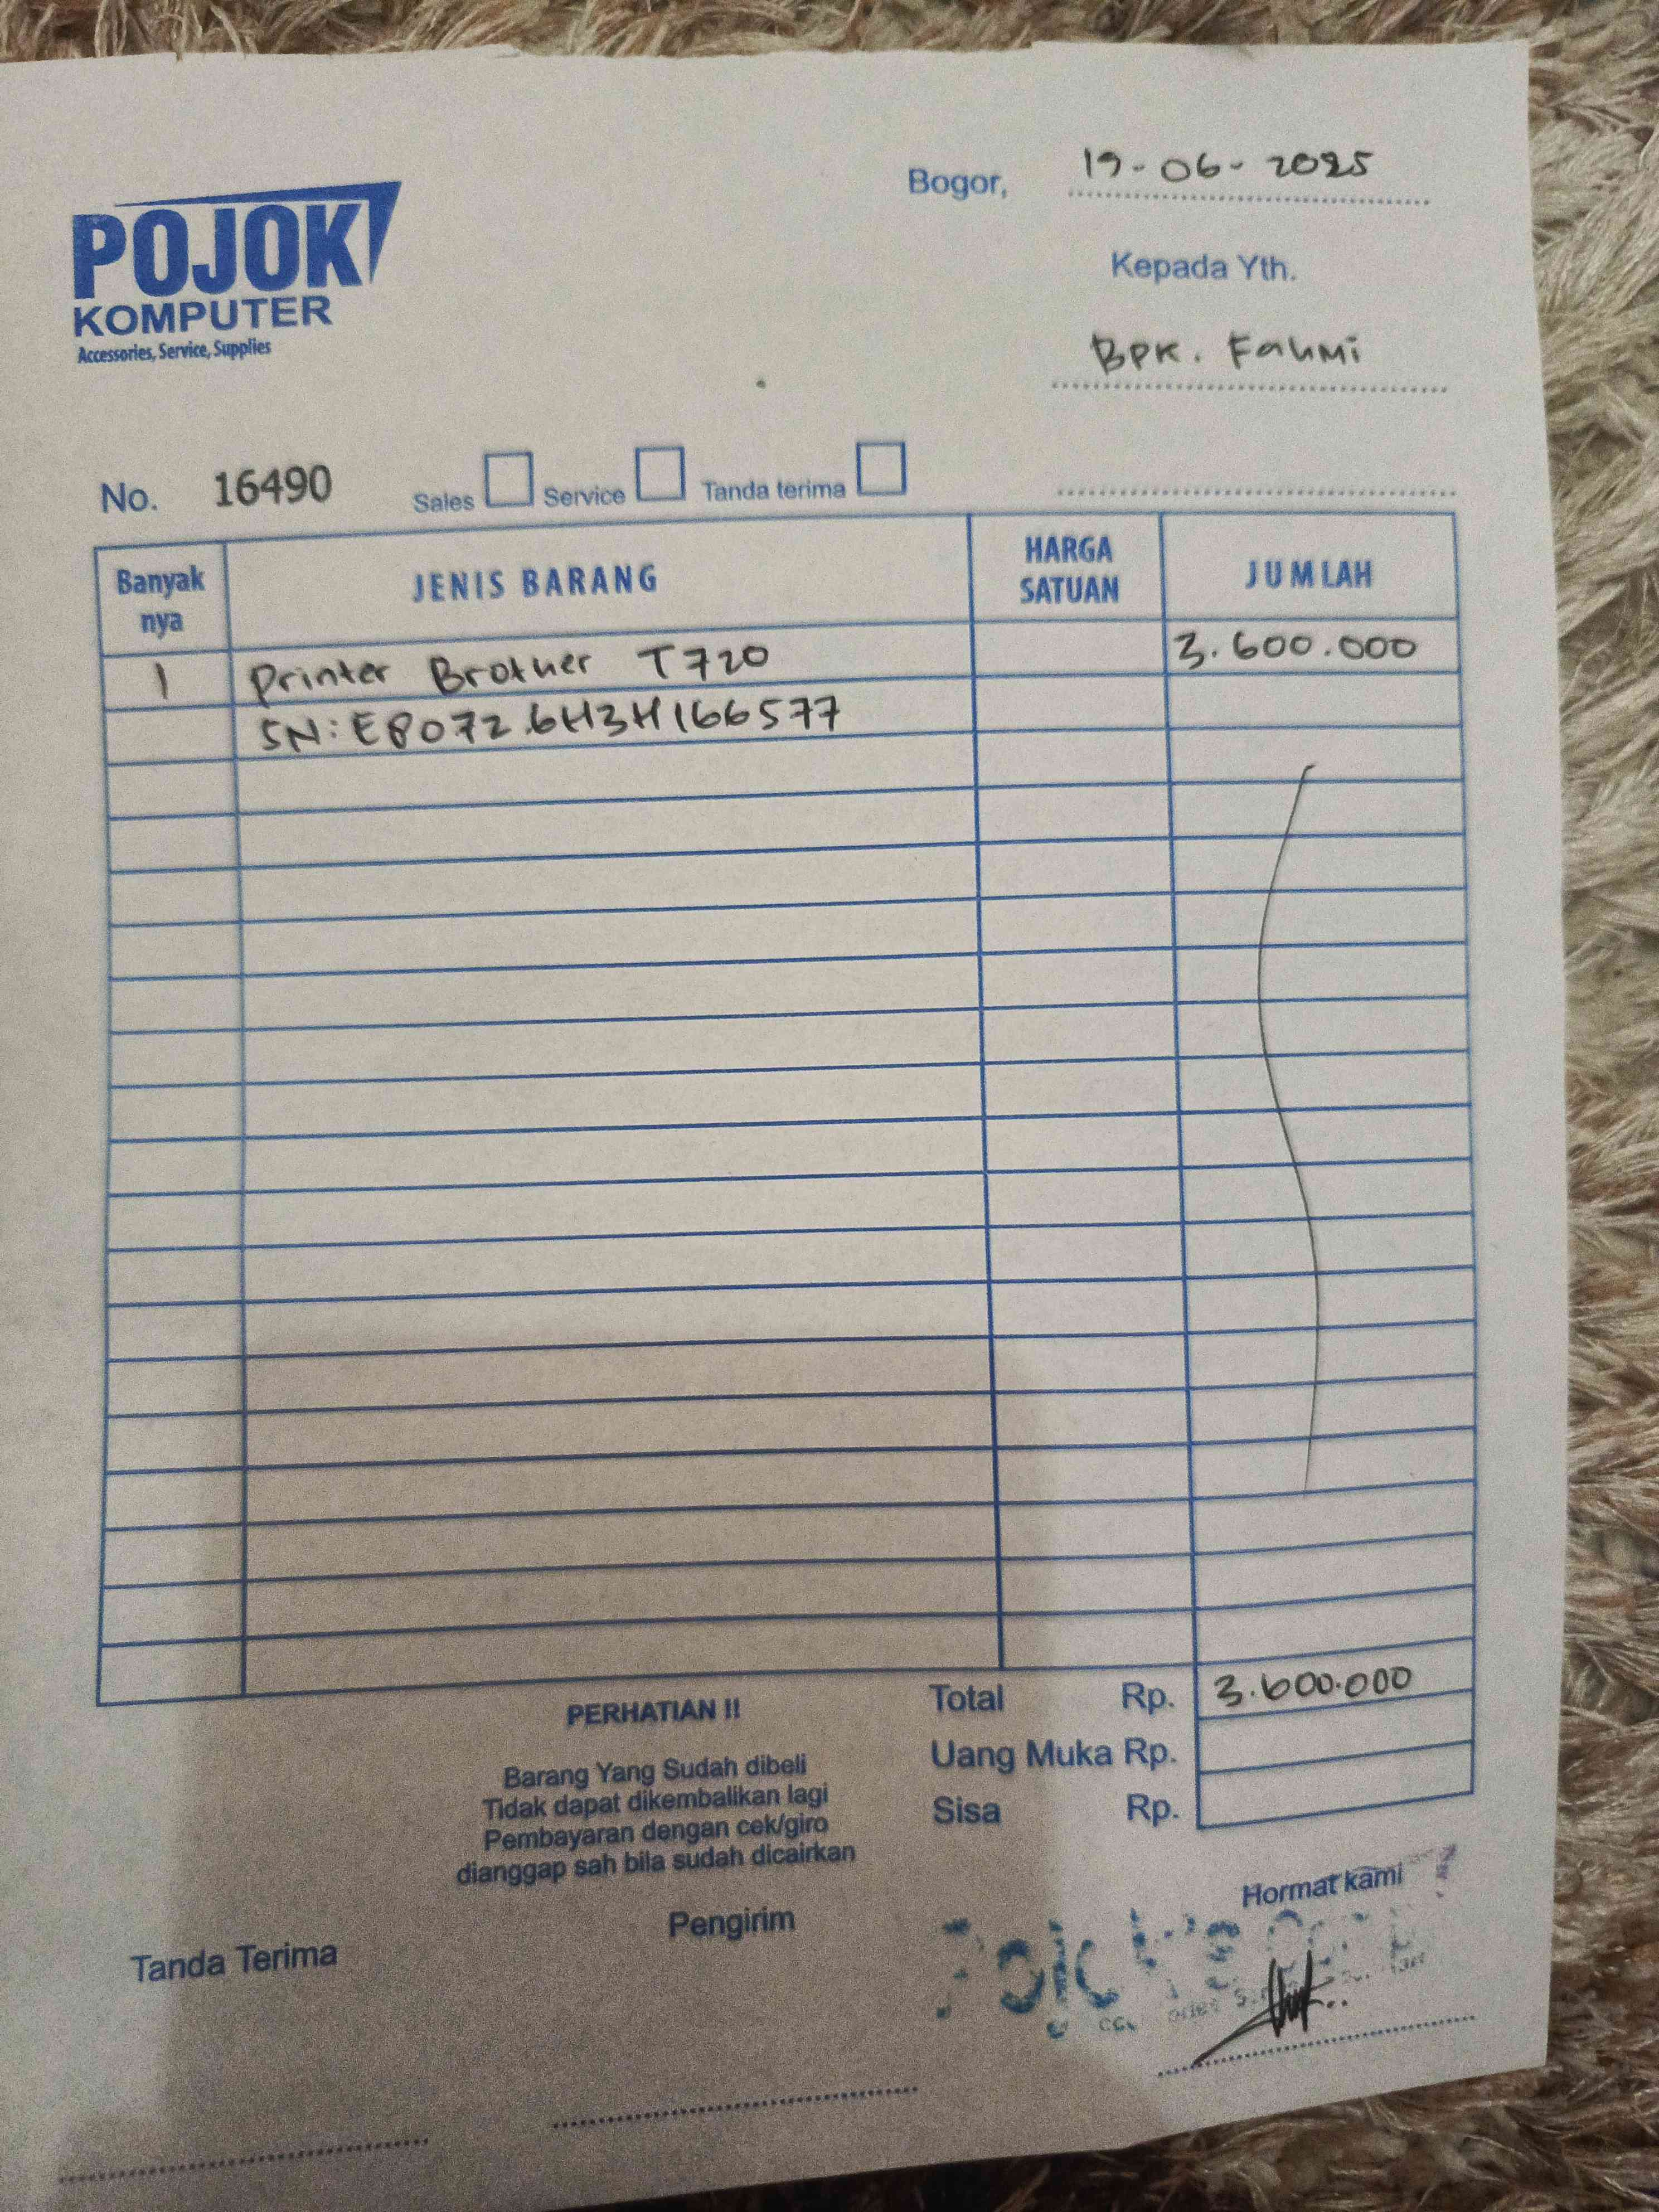 Bogor, 19-06-2025
POJOK
KOMPUTER
Accessories, Service, Supplies
Kepada Yth.
BPK. Fahmi
No. 16490 Sales Service Tanda terima
Banyak nya JENIS BARANG HARGA SATUAN JUMLAH
1 Printer Brother T720 3.600.000
SN:
Total Rp. 3.600.000
Uang Muka Rp.
Sisa Rp.
PERHATIAN !!
Barang Yang Sudah dibeli
Tidak dapat dikembalikan lagi
Pembayaran dengan cek/giro
dianggap sah bila sudah dicairkan
Tanda Terima Pengirim Hormat kami